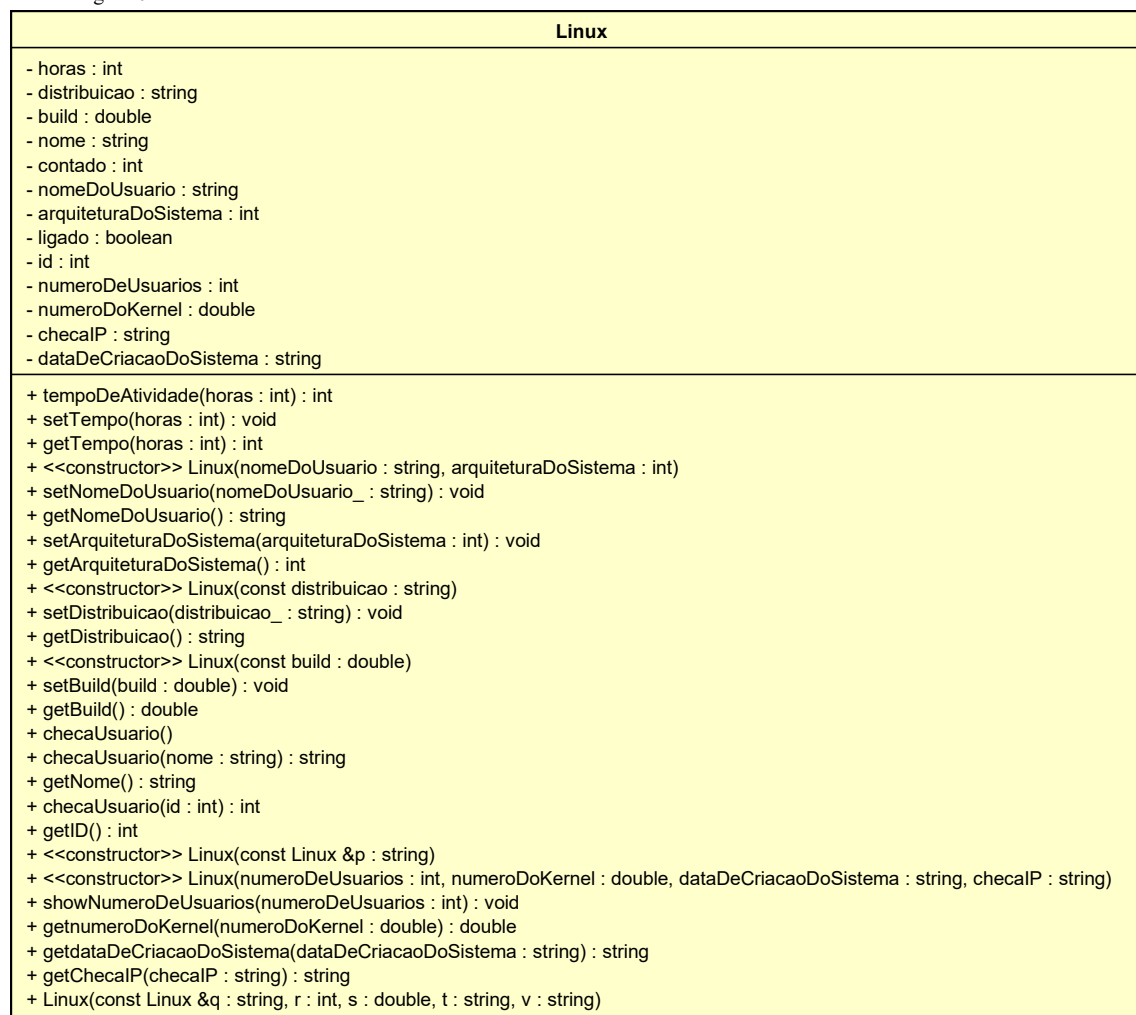 Linux
- horas : int
- distribuicao : string
- build : double
- nome : string
- contado : int
- nomeDoUsuario : string
- arquiteturaDoSistema : int
- ligado : boolean
- id : int
- numeroDeUsuarios : int
- numeroDoKernel : double
- checaIP : string
- dataDeCriacaoDoSistema : string
+ tempoDeAtividade(horas : int) : int
+ setTempo(horas : int) : void
+ getTempo(horas : int) : int
+ <<constructor>> Linux(nomeDoUsuario : string, arquiteturaDoSistema : int)
+ setNomeDoUsuario(nomeDoUsuario_ : string) : void
+ getNomeDoUsuario() : string
+ setArquiteturaDoSistema(arquiteturaDoSistema : int) : void
+ getArquiteturaDoSistema() : int
+ <<constructor>> Linux(const distribuicao : string)
+ setDistribuicao(distribuicao_ : string) : void
+ getDistribuicao() : string
+ <<constructor>> Linux(const build : double)
+ setBuild(build : double) : void
+ getBuild() : double
+ checaUsuario()
+ checaUsuario(nome : string) : string
+ getNome() : string
+ checaUsuario(id : int) : int
+ getID() : int
+ <<constructor>> Linux(const Linux &p : string)
+ <<constructor>> Linux(numeroDeUsuarios : int, numeroDoKernel : double, dataDeCriacaoDoSistema : string, checaIP : string)
+ showNumeroDeUsuarios(numeroDeUsuarios : int) : void
+ getnumeroDoKernel(numeroDoKernel : double) : double
+ getdataDeCriacaoDoSistema(dataDeCriacaoDoSistema : string) : string
+ getChecaIP(checaIP : string) : string
+ Linux(const Linux &q : string, r : int, s : double, t : string, v : string)